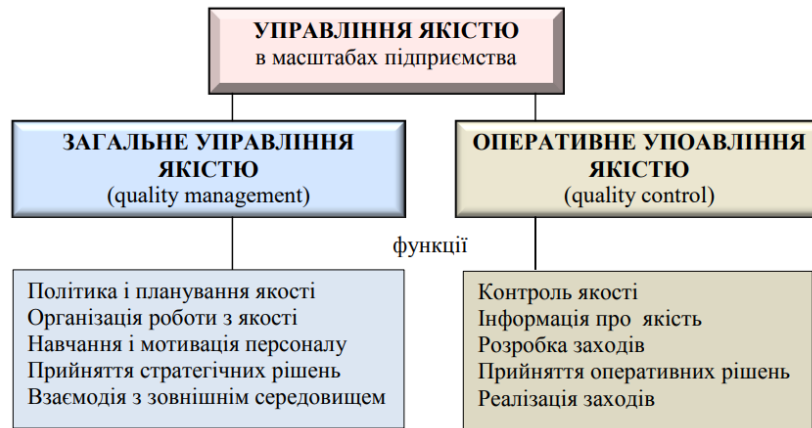 УПРАВЛІННЯ ЯКІСТЮ
в масштабах підприємства
ЗАГАЛЬНЕ УПРАВЛІННЯ
ЯКІСТЮ
(quality management)
ОПЕРАТИВНЕ УПОАВЛІННЯ
ЯКІСТЮ
(quality control)
функції
Політика і планування якості
Організація роботи з якості
Навчання і мотивація персоналу
Прийняття стратегічних рішень
Взаємодія з зовнішнім середовищем
Контроль якості
Інформація про якість
Розробка заходів
Прийняття оперативних рішень
Реалізація заходів